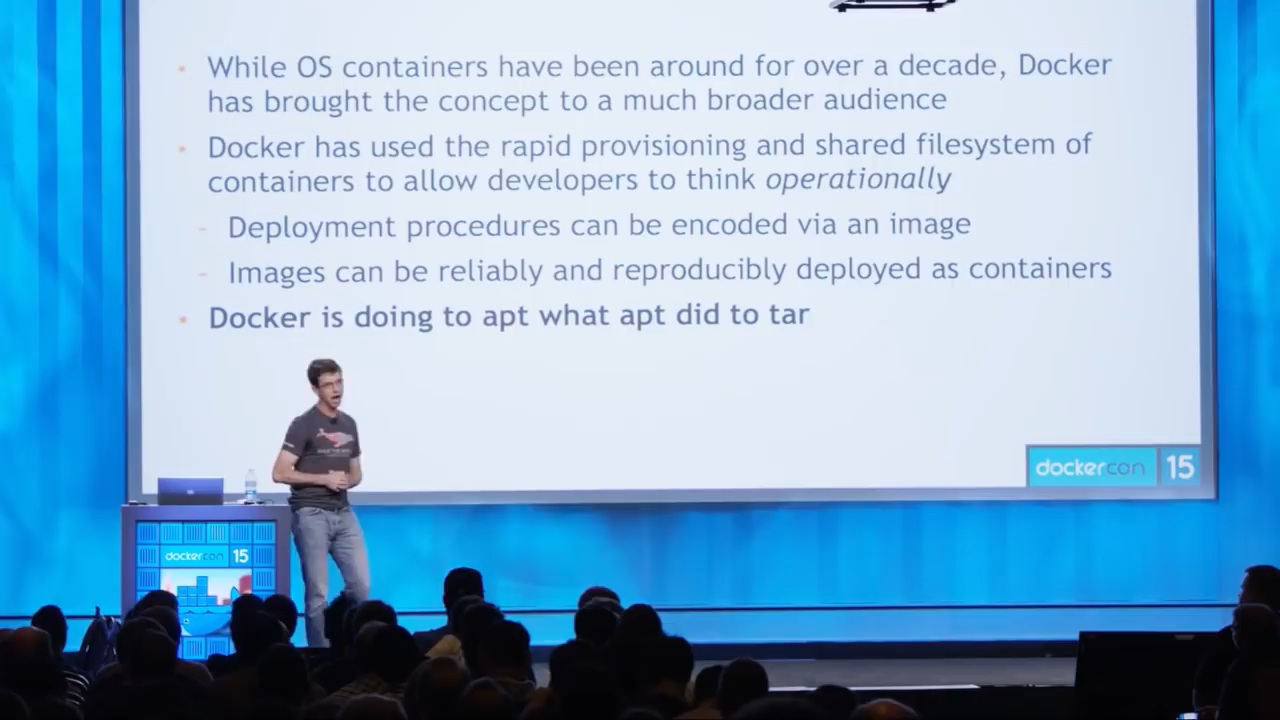 While OS containers have been around for over a decade, Docker
has brought the concept to a much broader audience
Docker has used the rapid provisioning and shared filesystem of
containers to allow developers to think operationally
Deployment procedures can be encoded via an image
Images can be reliably and reproducibly deployed as containers
Docker is doing to apt what apt did to tar
dockercon 15
dockercon 15